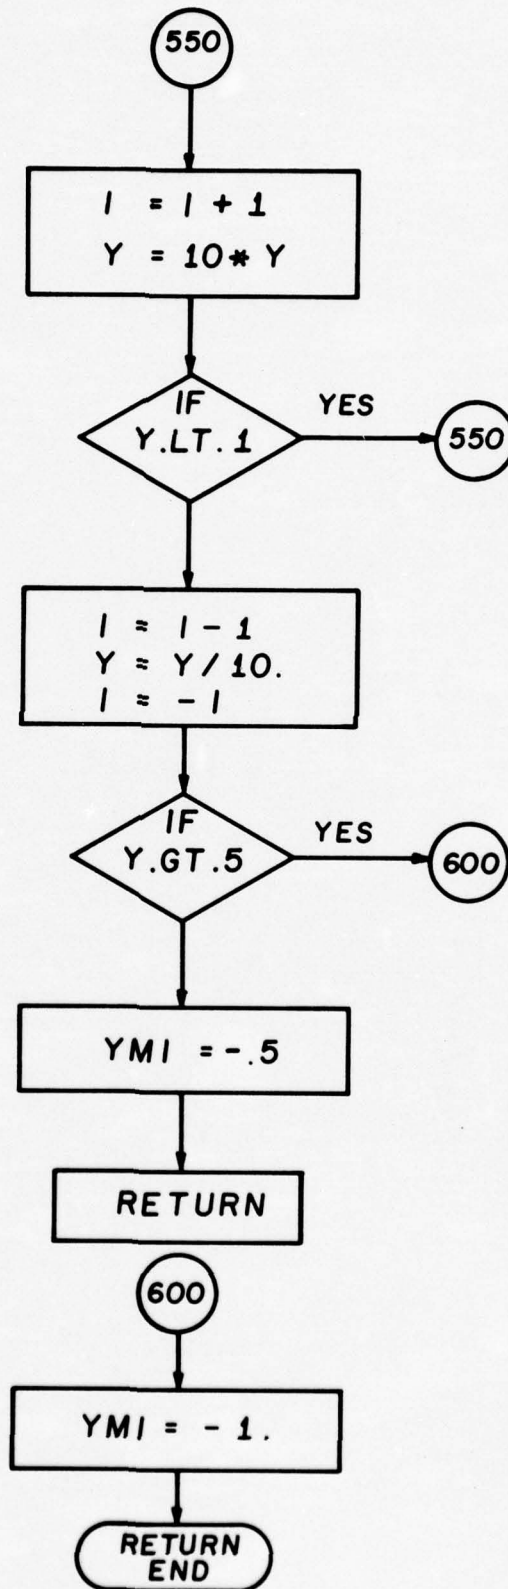 550
I = I + 1
Y = 10* Y
IF
Y.LT.1
YES
550
I = I - 1
Y = Y / 10.
I = - I
IF
Y.GT.5
YES
600
YMI = -.5
RETURN
600
YMI = - 1.
RETURN
END